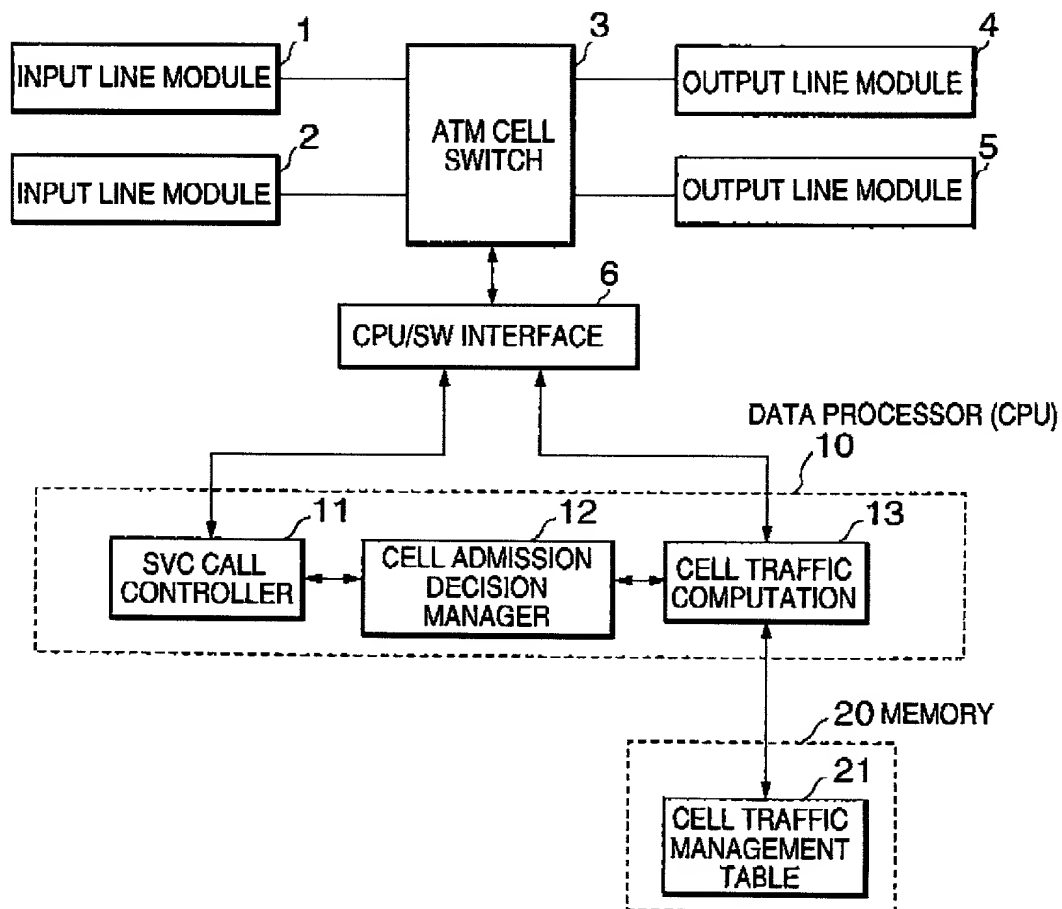 1
3
4
INPUT LINE MODULE
OUTPUT LINE MODULE
ATM CELL
SWITCH
2
5
INPUT LINE MODULE
OUTPUT LINE MODULE
6
CPU/SW INTERFACE
DATA PROCESSOR (CPU)
10
11
12
13
SVC CALL
CONTROLLER
CELL ADMISSION
DECISION
MANAGER
CELL TRAFFIC
COMPUTATION
20 MEMORY
21
CELL TRAFFIC
MANAGEMENT
TABLE